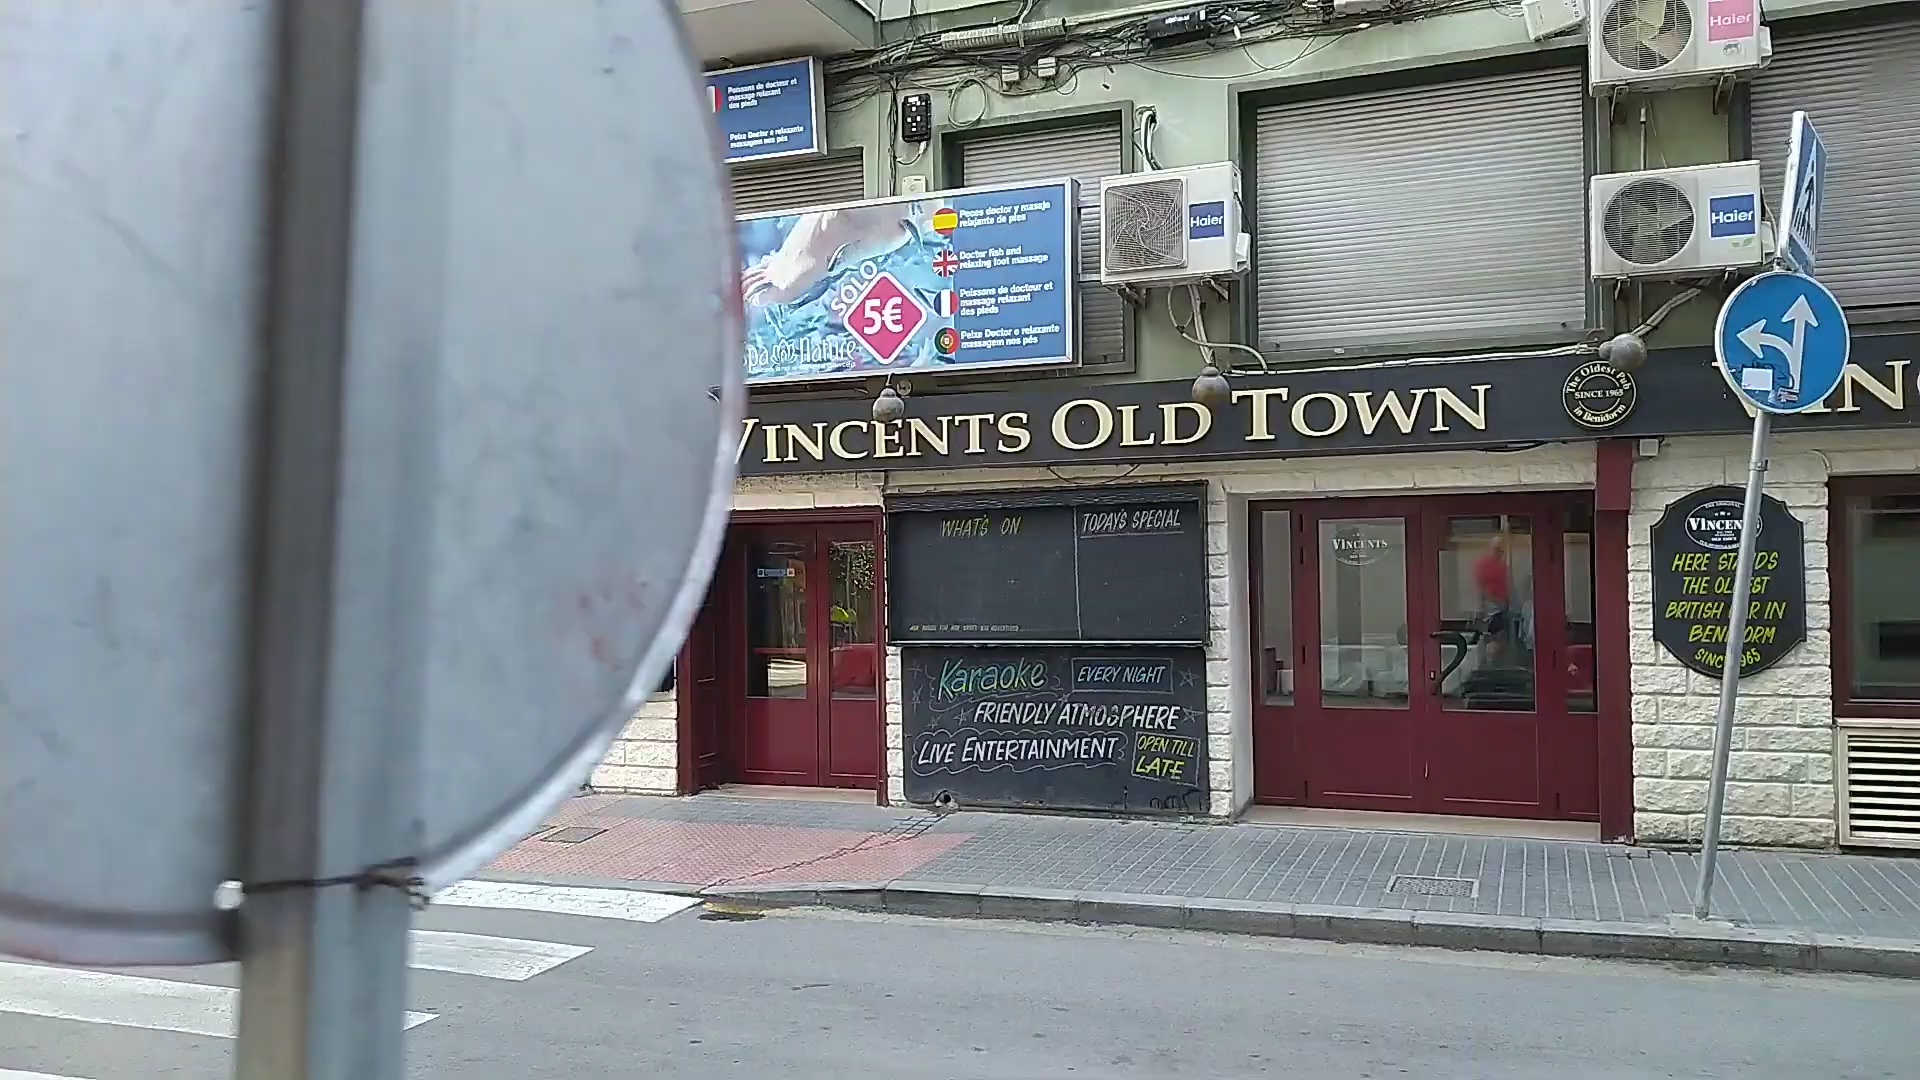 Poissons de docteur et
massage relaxant
des pieds
Peixe Doctor e relaxante
massagem nos pés
Haier
Peces doctor y masaje
relajante de pies
Doctor fish and
relaxing foot massage
Poissons de docteur et
massage relaxant
des pieds
Peixe Doctor e relaxante
massagem nos pés
SOLO
5€
Spa Nature
Haier
Haier
VINCENTS OLD TOWN
The Oldest Pub
SINCE 1965
in Benidorm
VINC
WHAT'S ON
TODAY'S SPECIAL
Karaoke
EVERY NIGHT
FRIENDLY ATMOSPHERE
LIVE ENTERTAINMENT
OPEN TILL
LATE
VINCENTS
VINCENTS
HERE STANDS
THE OLDEST
BRITISH BAR IN
BENIDORM
SINCE 1965